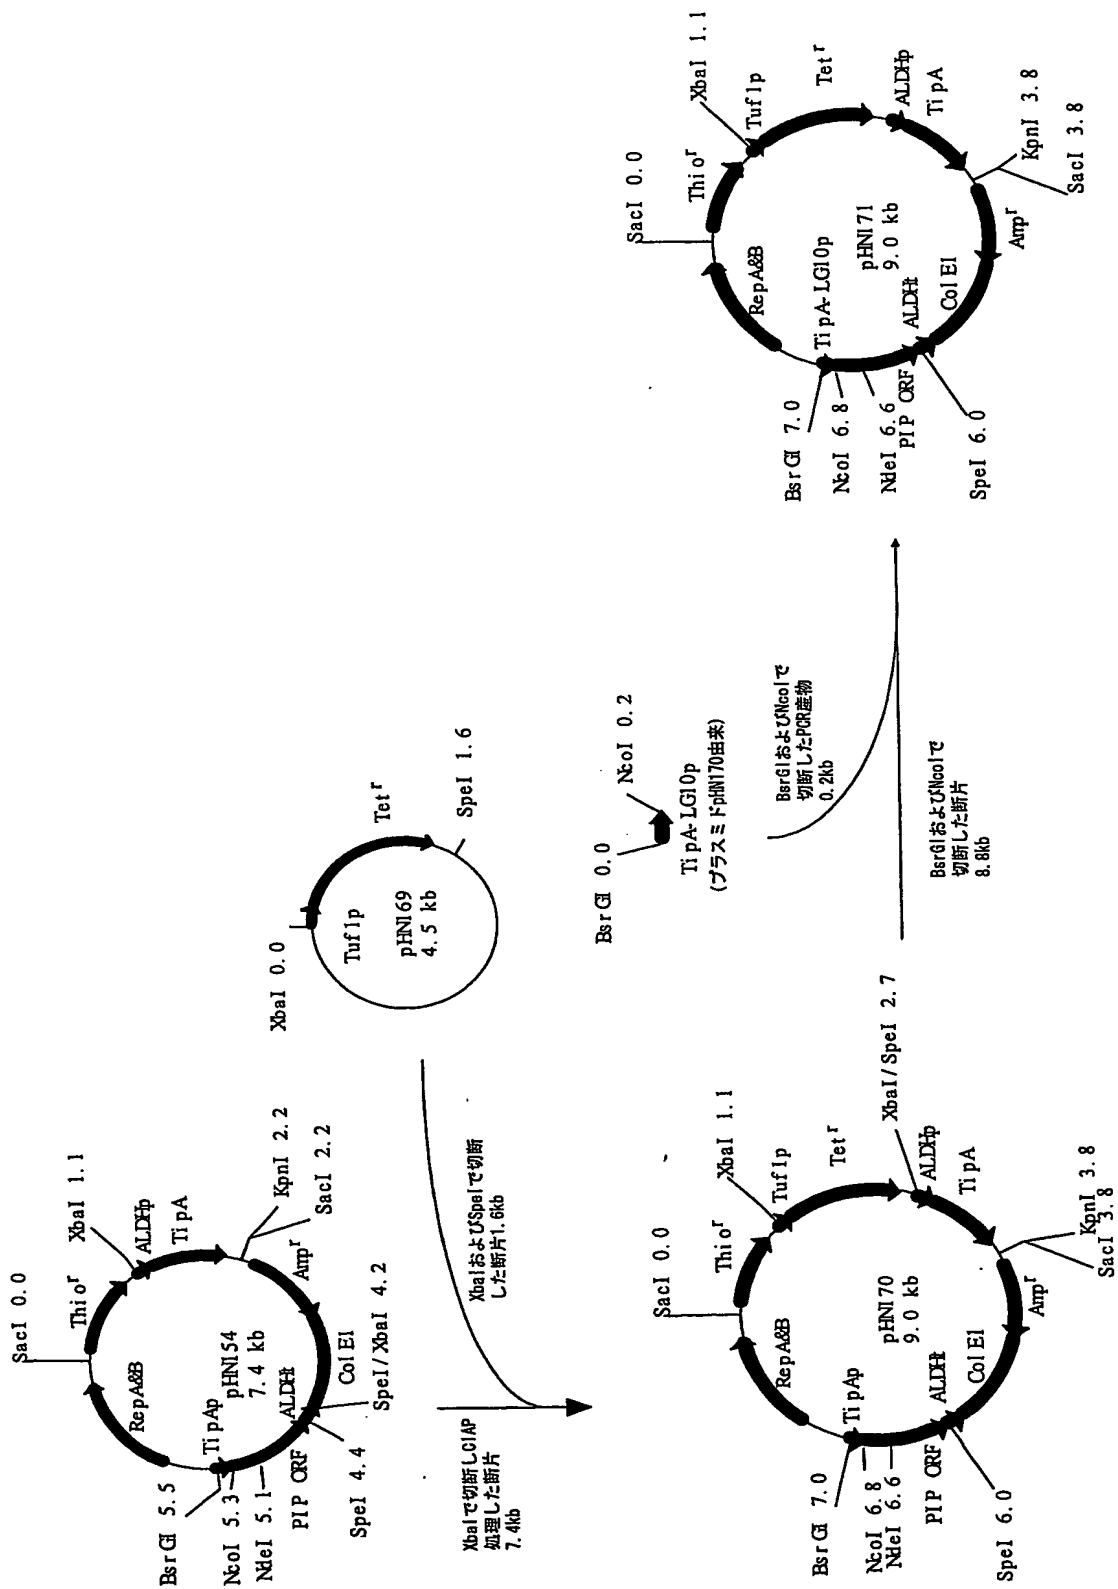 SacI 0.0
Thio^r
XbaI 1.1
ALDHp
TipA
KpnI 2.2
SacI 2.2
Amp^r
ColE1
SpeI/XbaI 4.2
ALDHt
SpeI 4.4
PIP ORF
NdeI 5.1
NcoI 5.3
BsrGI 5.5
TipAp
RepA&B
pHN154
7.4 kb
XbaI 0.0
Tuf1p
Tet^r
SpeI 1.6
pHN169
4.5 kb
XbaIで切断しCIAP
処理した断片
7.4kb
XbaIおよびSpeIで切断
した断片1.6kb
SacI 0.0
Thio^r
XbaI 1.1
Tuf1p
Tet^r
XbaI/SpeI 2.7
ALDHp
TipA
KpnI 3.8
SacI 3.8
Amp^r
ColE1
ALDHt
SpeI 6.0
PIP ORF
NdeI 6.6
NcoI 6.8
BsrGI 7.0
TipAp
RepA&B
pHN170
9.0 kb
BsrGI 0.0
NcoI 0.2
TipA-LG10p
(プラスミドpHN170由来)
BsrGIおよびNcoIで
切断したPCR産物
0.2kb
BsrGIおよびNcoIで
切断した断片
8.8kb
SacI 0.0
Thio^r
XbaI 1.1
Tuf1p
Tet^r
ALDHp
TipA
KpnI 3.8
SacI 3.8
Amp^r
ColE1
ALDHt
SpeI 6.0
PIP ORF
NdeI 6.6
NcoI 6.8
BsrGI 7.0
TipA-LG10p
RepA&B
pHN171
9.0 kb